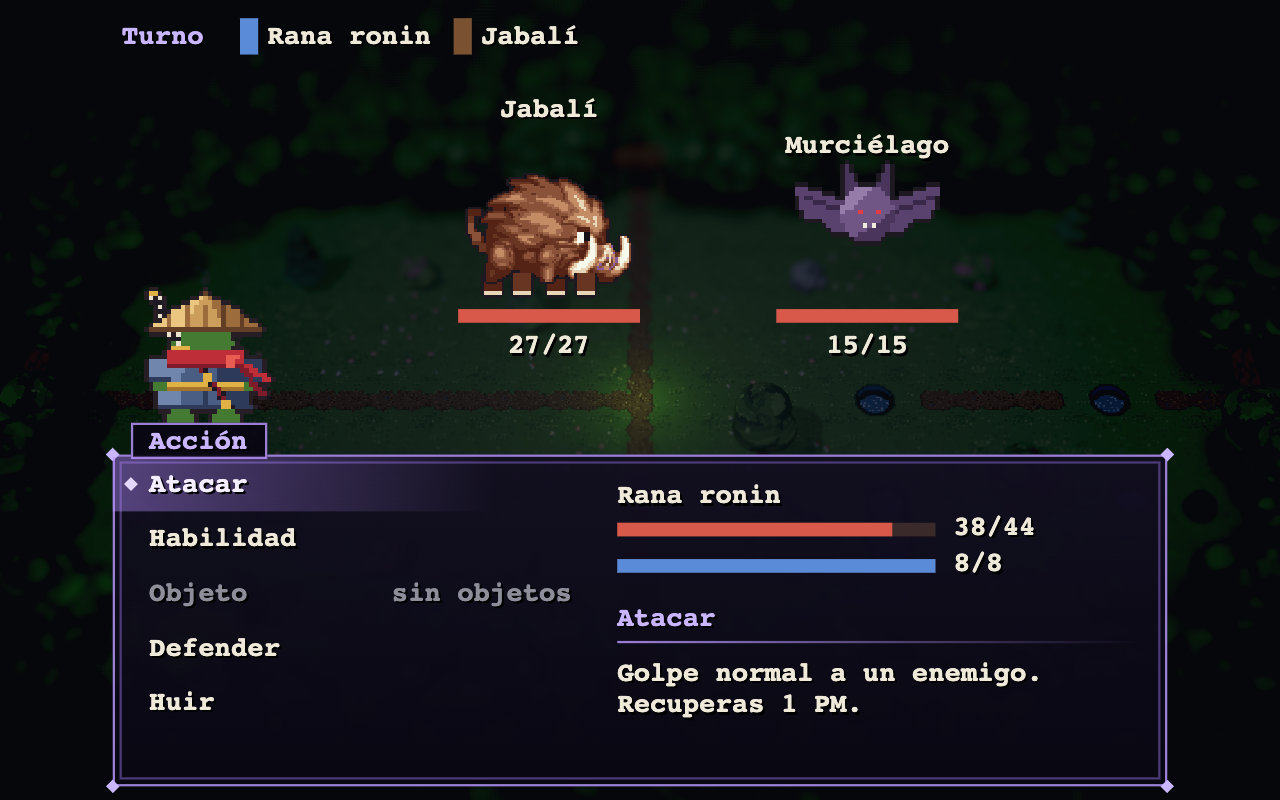 Turno Rana ronin Jabalí
Jabalí
Murciélago
27/27
15/15
Acción
Atacar
Habilidad
Objeto sin objetos
Defender
Huir
Rana ronin
38/44
8/8
Atacar
Golpe normal a un enemigo.
Recuperas 1 PM.